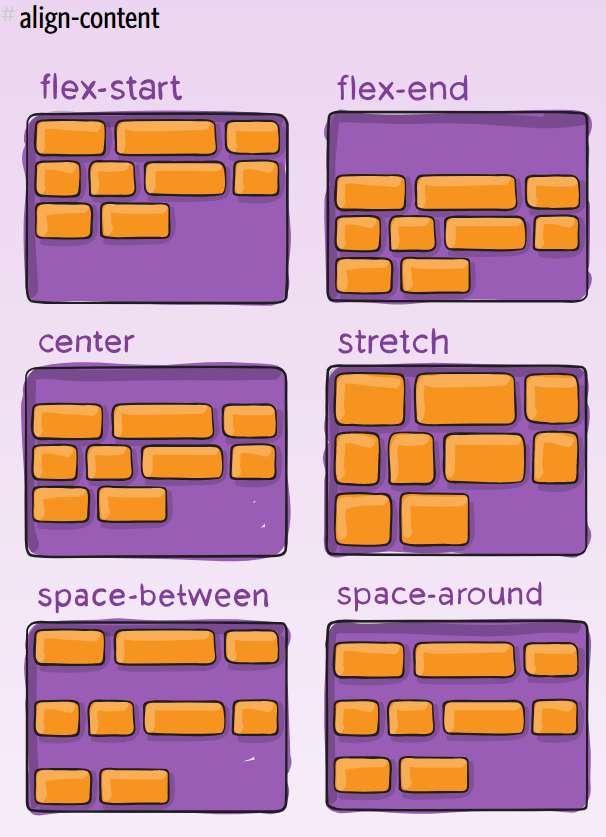 # align-content
flex-start
flex-end
center
stretch
space-between
space-around